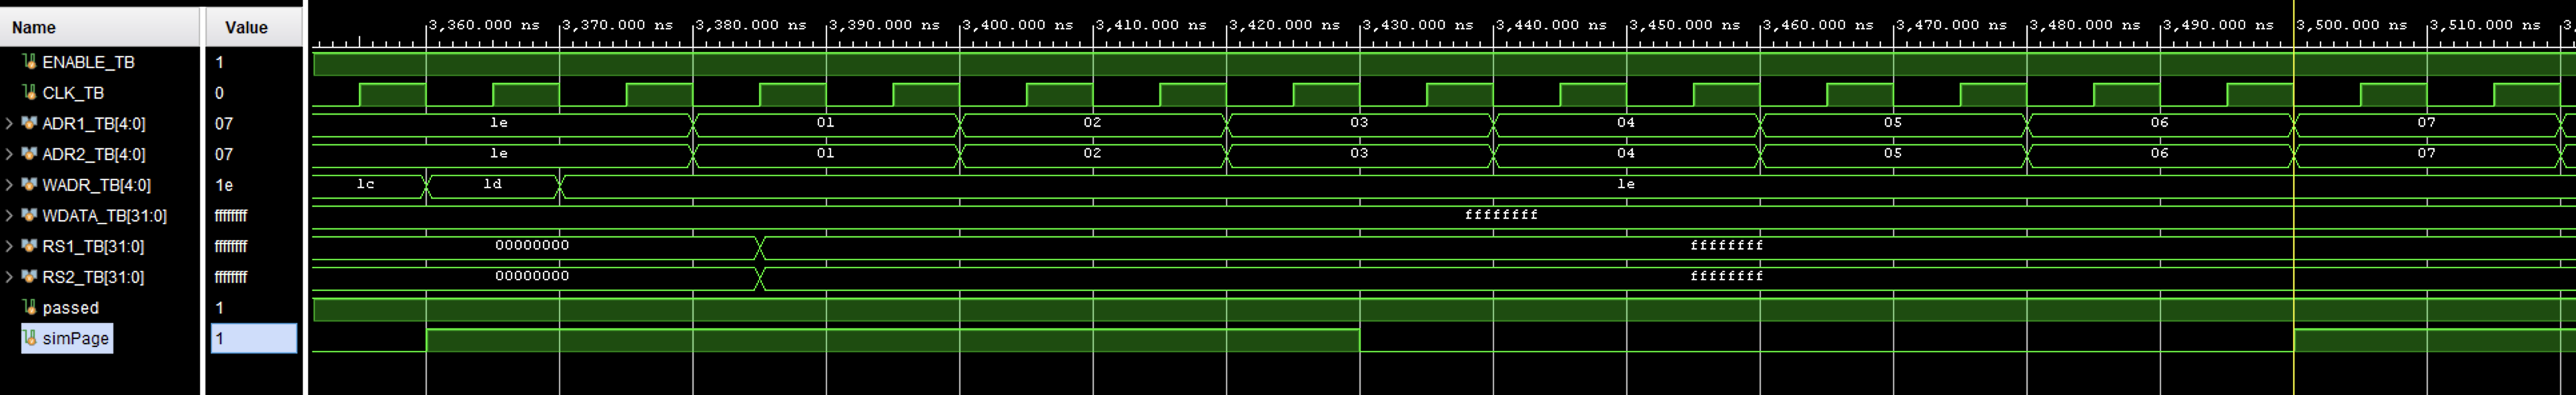 Name Value 3,360.000 ns 3,370.000 ns 3,380.000 ns 3,390.000 ns 3,400.000 ns 3,410.000 ns 3,420.000 ns 3,430.000 ns 3,440.000 ns 3,450.000 ns 3,460.000 ns 3,470.000 ns 3,480.000 ns 3,490.000 ns 3,500.000 ns 3,510.000 ns 3,
ENABLE_TB 1
CLK_TB 0
ADR1_TB[4:0] 07 1e 01 02 03 04 05 06 07
ADR2_TB[4:0] 07 1e 01 02 03 04 05 06 07
WADR_TB[4:0] 1e 1c 1d 1e
WDATA_TB[31:0] ffffffff ffffffff
RS1_TB[31:0] ffffffff 00000000 ffffffff
RS2_TB[31:0] ffffffff 00000000 ffffffff
passed 1
simPage 1